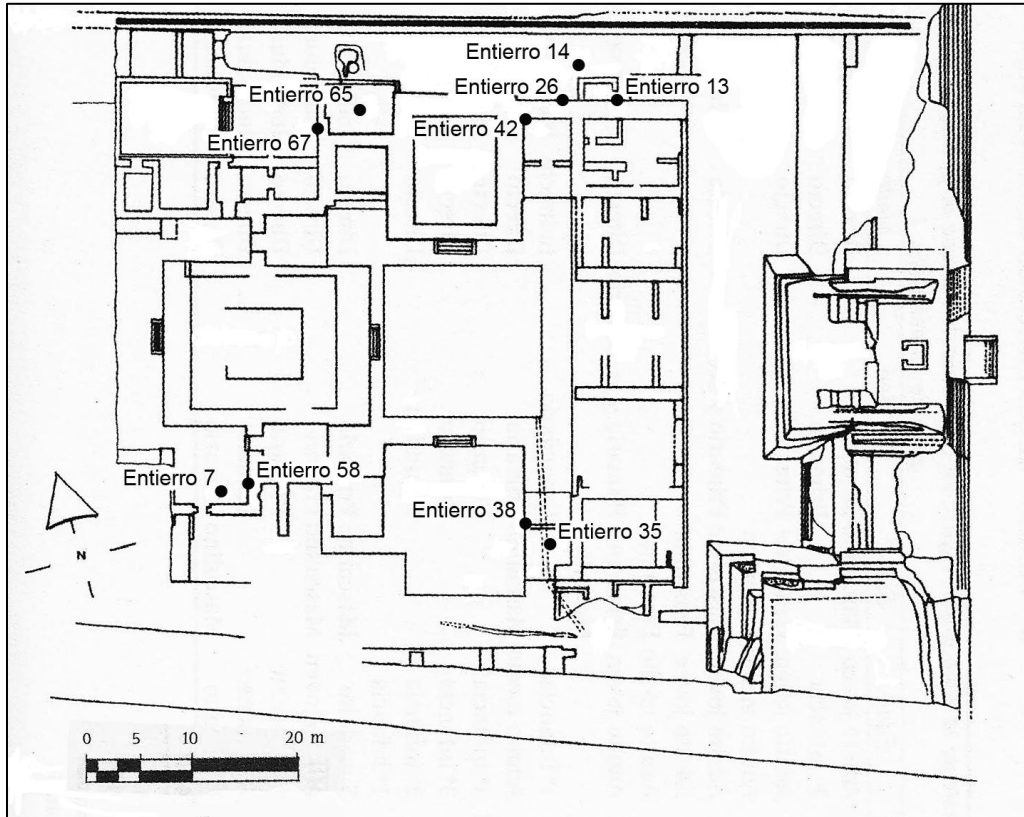 Entierro 14
Entierro 65
Entierro 26
Entierro 13
Entierro 67
Entierro 42
Entierro 7
Entierro 58
Entierro 38
Entierro 35
N
0 5 10 20 m